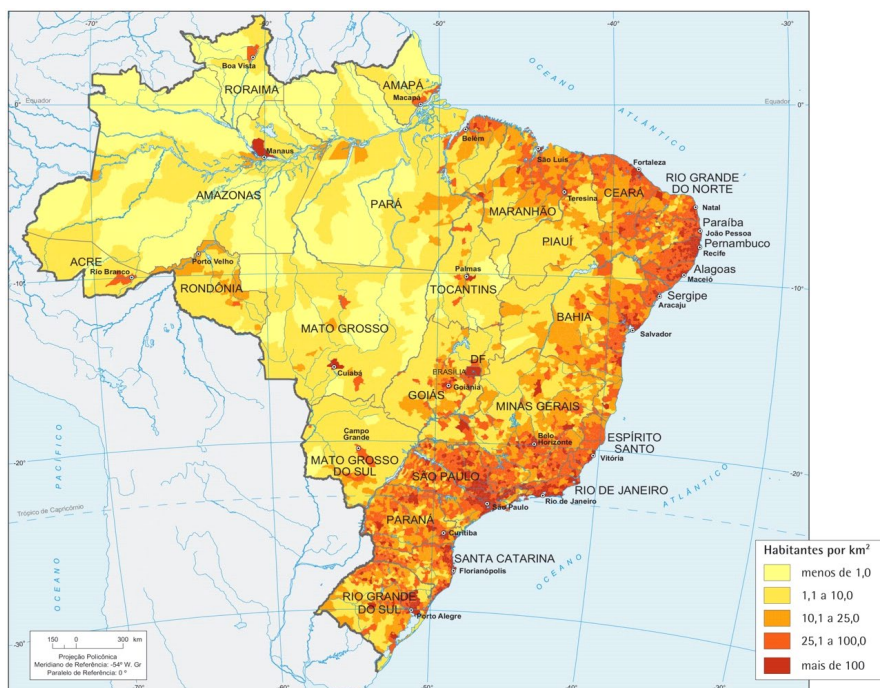 -70°
-60°
-50°
-40°
-30°
OCEANO
ATLÂNTICO
Boa Vista
RORAIMA
AMAPÁ
Macapá
Equador
0°
Equador
0°
Belém
Manaus
São Luis
Fortaleza
RIO GRANDE
DO NORTE
CEARÁ
AMAZONAS
PARÁ
Teresina
Natal
MARANHÃO
Paraíba
João Pessoa
PIAUÍ
Pernambuco
Recife
ACRE
Rio Branco
Porto Velho
Palmas
Alagoas
Maceió
-10°
RONDÔNIA
TOCANTINS
-10°
Sergipe
Aracaju
BAHIA
MATO GROSSO
Salvador
DF
Cuiabá
BRASÍLIA
Goiânia
GOIÁS
MINAS GERAIS
Campo
Grande
Belo
Horizonte
ESPÍRITO
SANTO
Vitória
MATO GROSSO
DO SUL
-20°
-20°
SÃO PAULO
RIO DE JANEIRO
Rio de Janeiro
São Paulo
PACÍFICO
ATLÂNTICO
Trópico de Capricórnio
PARANÁ
Curitiba
SANTA CATARINA
Florianópolis
OCEANO
OCEANO
RIO GRANDE
DO SUL
Porto Alegre
Habitantes por km²
menos de 1,0
1,1 a 10,0
10,1 a 25,0
25,1 a 100,0
mais de 100
150 0 300 km
Projeção Policônica
Meridiano de Referência: -54º W. Gr
Paralelo de Referência: 0 º
-30°
-30°
-70°
-60°
-50°
-40°